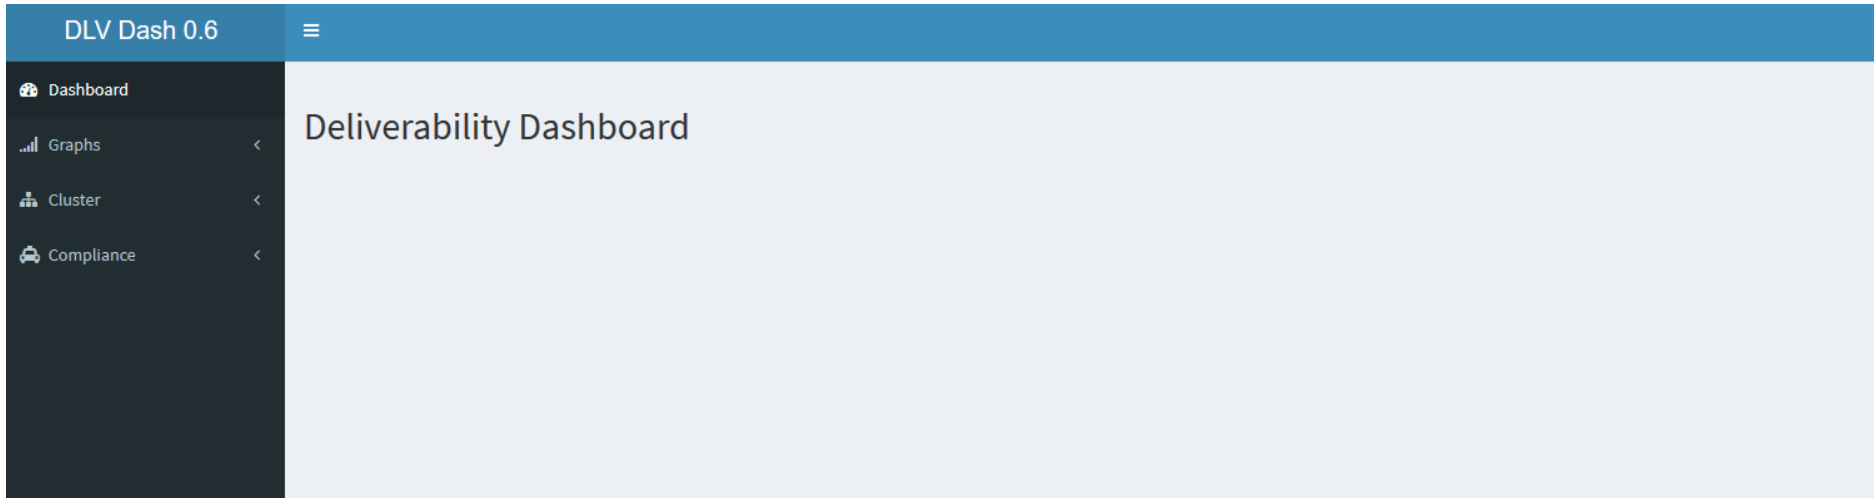 DLV Dash 0.6
Dashboard
Graphs
Cluster
Compliance
Deliverability Dashboard